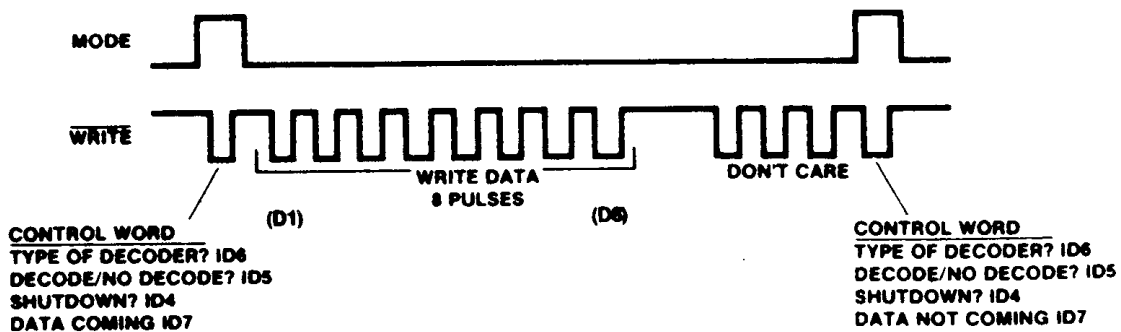 MODE
WRITE
WRITE DATA
8 PULSES
DON'T CARE
(D1)
CONTROL WORD
TYPE OF DECODER? ID6
DECODE/NO DECODE? ID5
SHUTDOWN? ID4
DATA COMING ID7
CONTROL WORD
TYPE OF DECODER? ID6
DECODE/NO DECODE? ID5
SHUTDOWN? ID4
DATA NOT COMING ID7